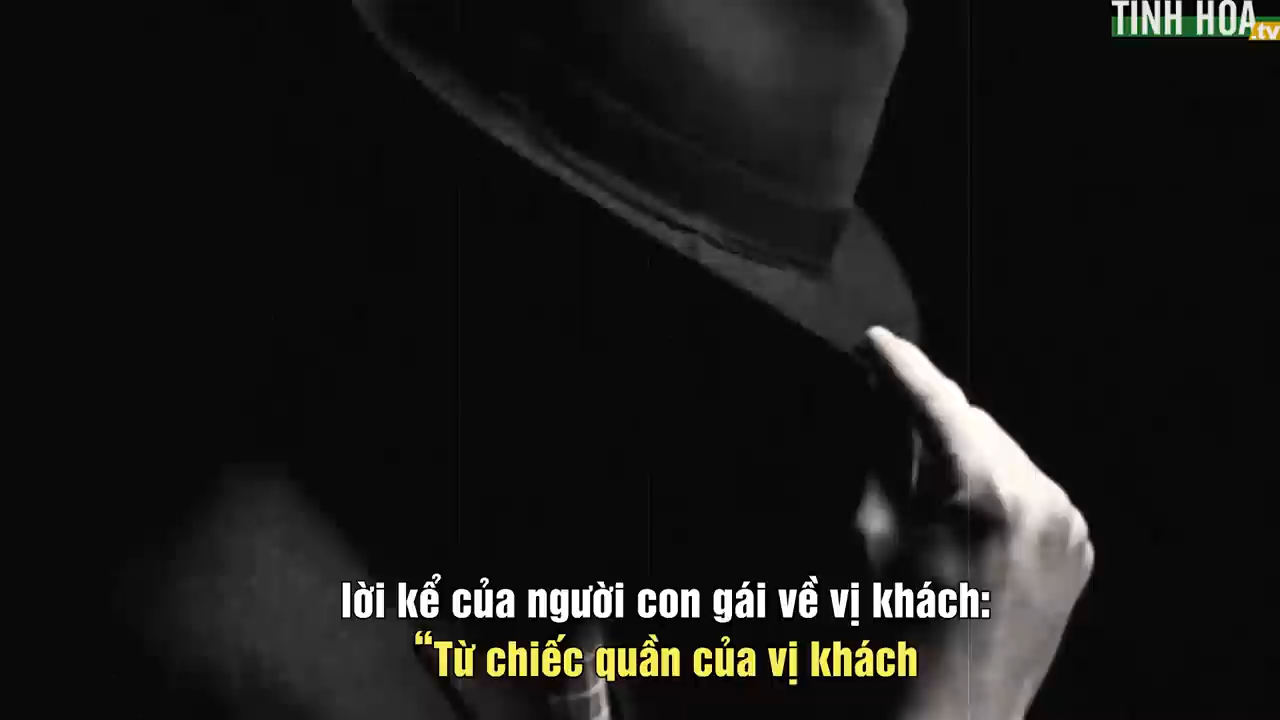 TINH HOA
.tv
lời kể của người con gái về vị khách:
“Từ chiếc quần của vị khách